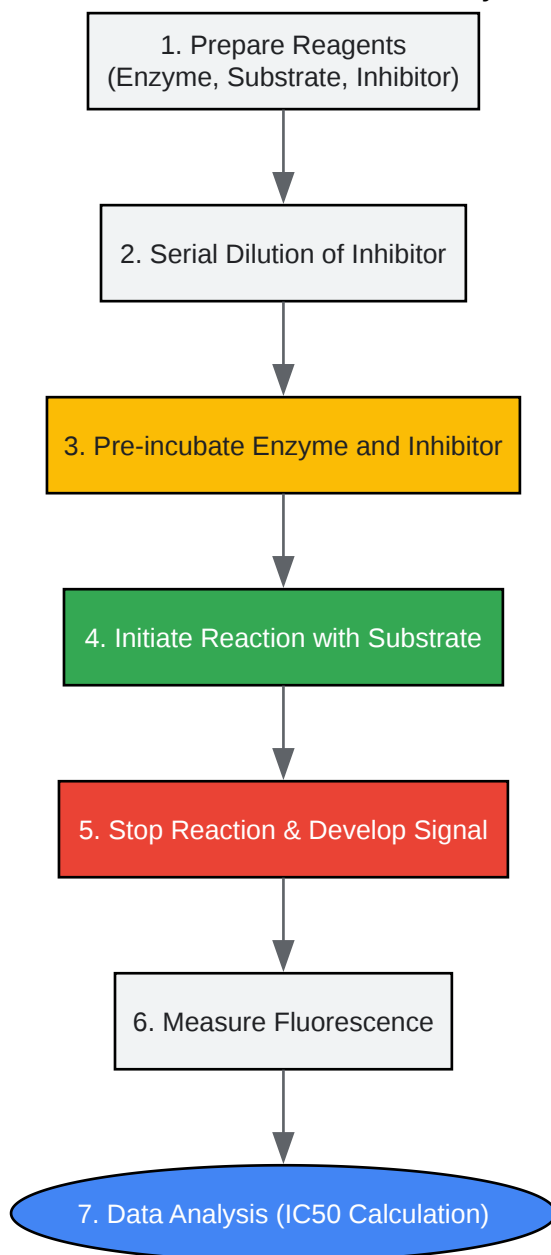 1. Prepare Reagents
(Enzyme, Substrate, Inhibitor)
2. Serial Dilution of Inhibitor
3. Pre-incubate Enzyme and Inhibitor
4. Initiate Reaction with Substrate
5. Stop Reaction & Develop Signal
6. Measure Fluorescence
7. Data Analysis (IC50 Calculation)